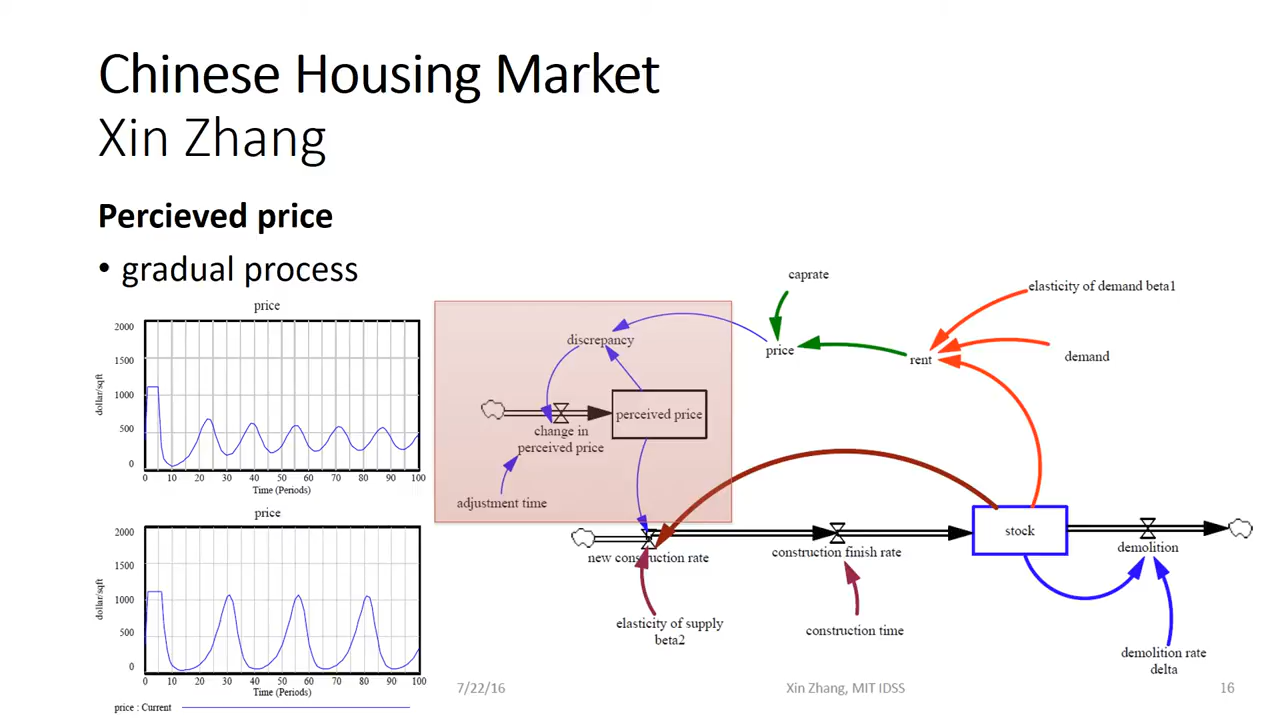 Chinese Housing Market
Xin Zhang
Percieved price
• gradual process
price
2000
1500
1000
500
0
dollar/sqft
0 10 20 30 40 50 60 70 80 90 100
Time (Periods)
price
2000
1500
1000
500
0
dollar/sqft
0 10 20 30 40 50 60 70 80 90 100
Time (Periods)
price : Current
caprate
elasticity of demand beta1
discrepancy
price
rent
demand
perceived price
change in
perceived price
adjustment time
new construction rate
construction finish rate
stock
demolition
elasticity of supply
beta2
construction time
demolition rate
delta
7/22/16
Xin Zhang, MIT IDSS
16